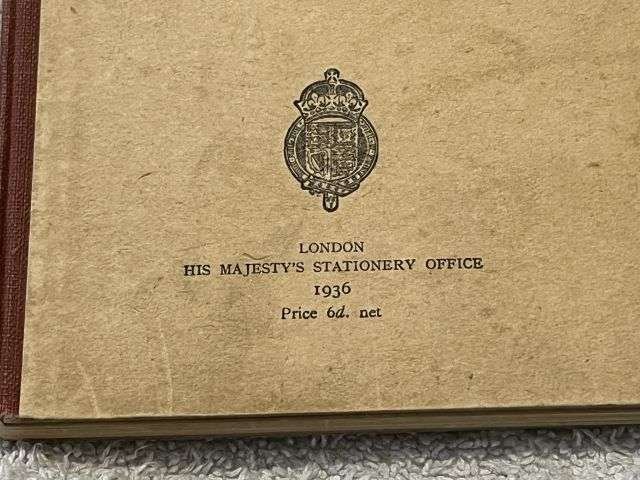 LONDON
HIS MAJESTY'S STATIONERY OFFICE
1936
Price 6d. net